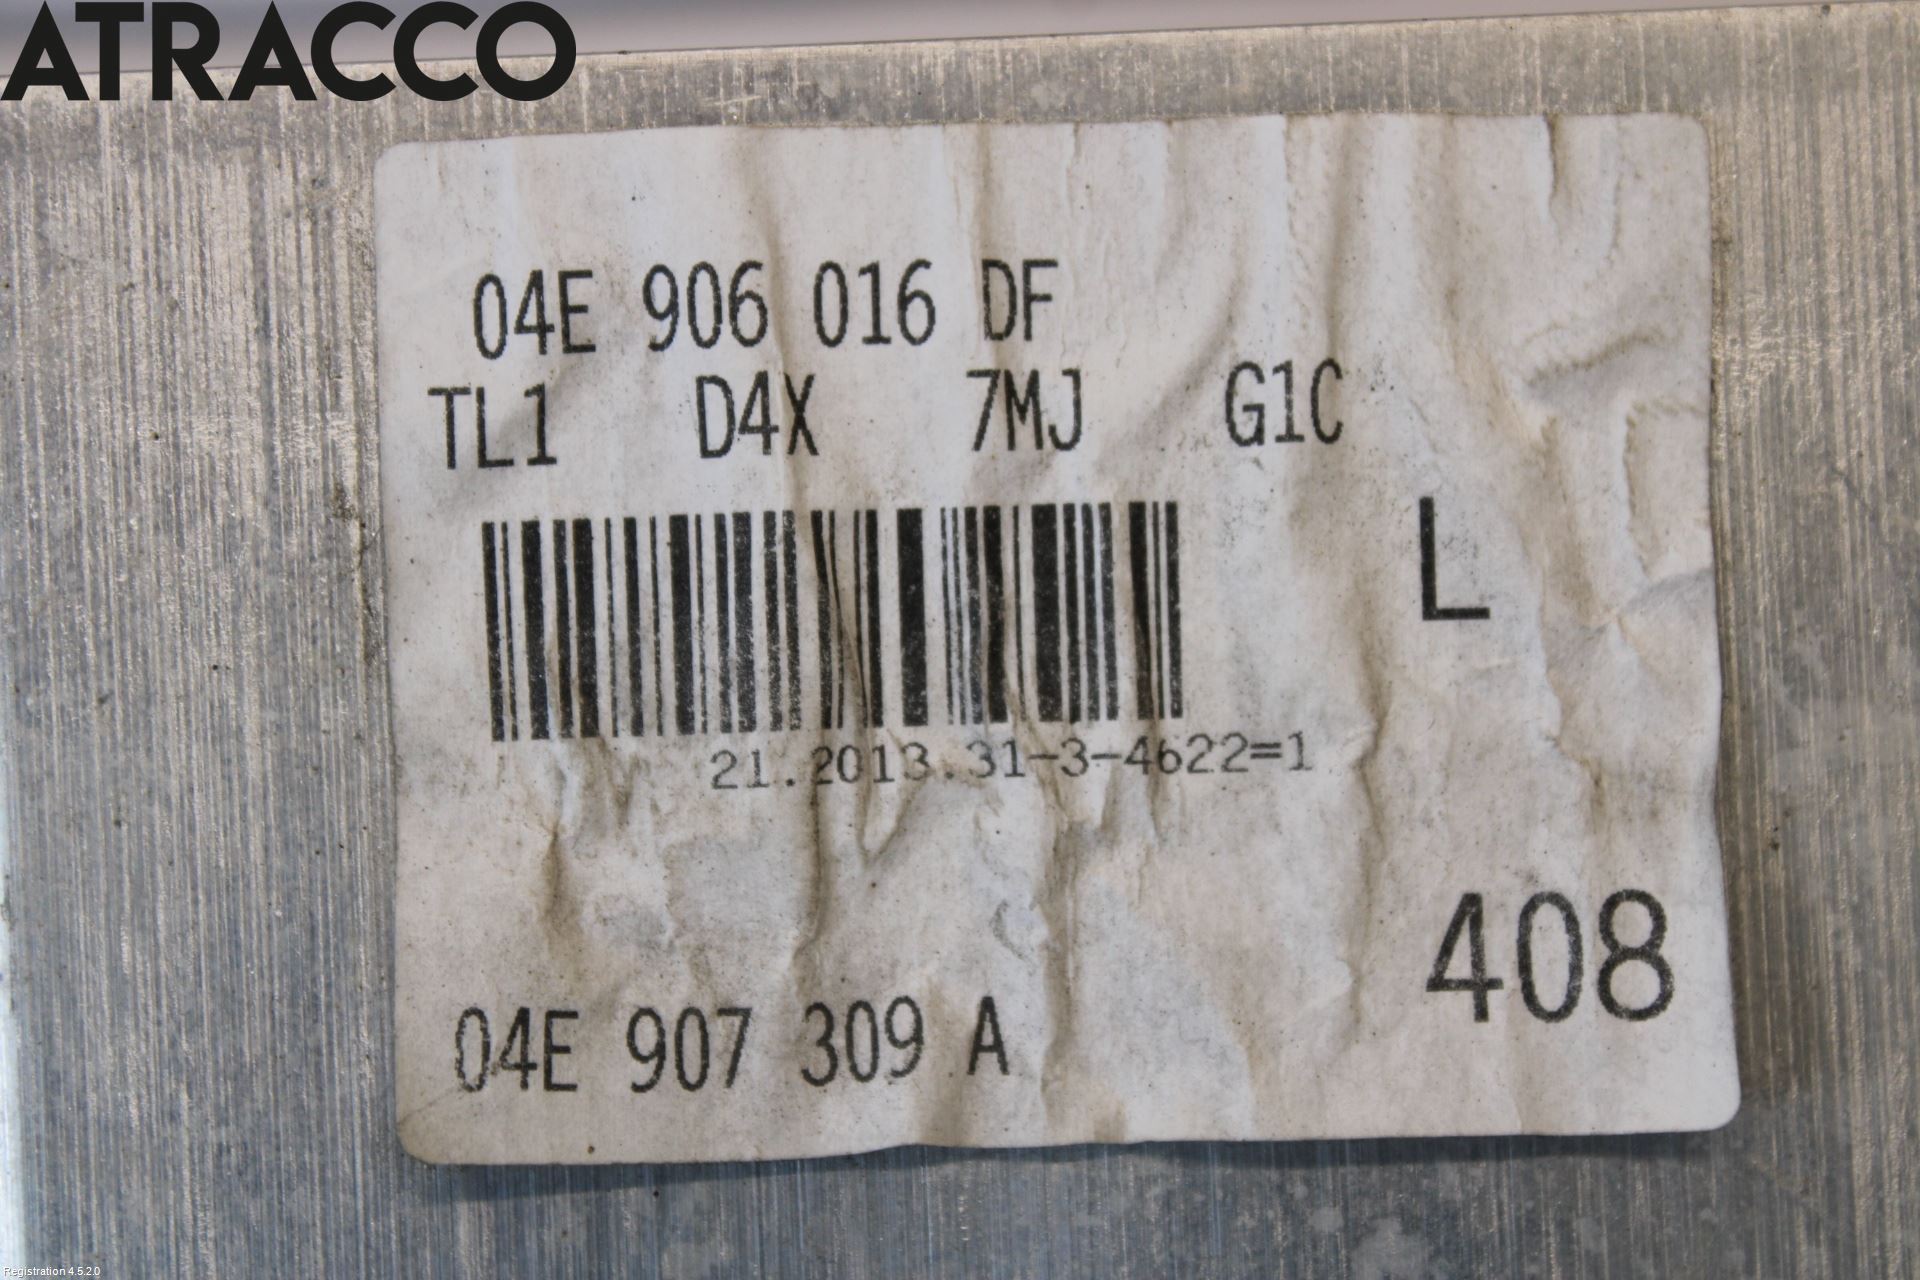 ATRACCO
04E 906 016 DF
TL1 D4X 7MJ G1C
L
21.2013.31-3-4622=1
408
04E 907 309 A
Registration 4.5.2.0